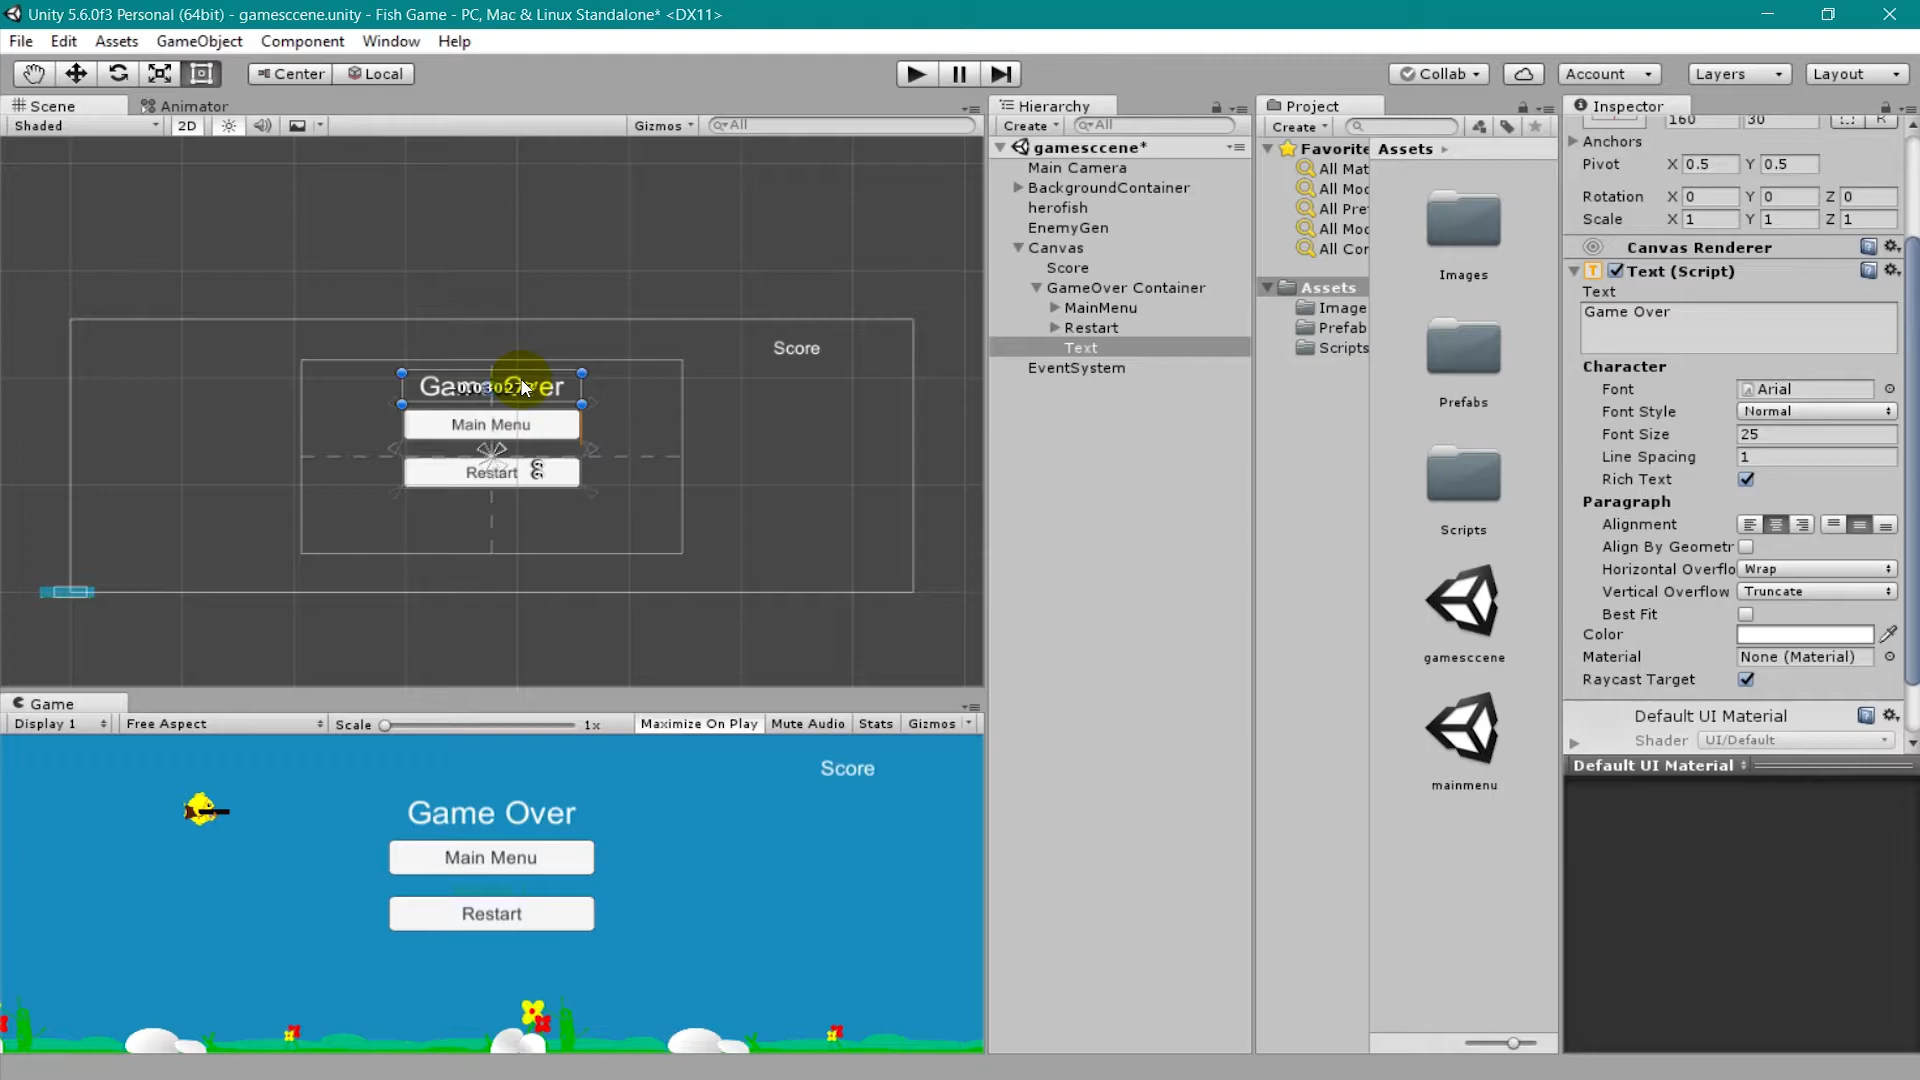 Unity 5.6.0f3 Personal (64bit) - gamesccene.unity - Fish Game - PC, Mac & Linux Standalone* <DX11>
File Edit Assets GameObject Component Window Help
Center Local Collab Account Layers Layout
Scene Animator
Shaded 2D Gizmos All
Score
Game Over
Main Menu
Restart
Game
Display 1 Free Aspect Scale 1x Maximize On Play Mute Audio Stats Gizmos
Score
Game Over
Main Menu
Restart
Hierarchy
Create All
gamesccene*
Main Camera
BackgroundContainer
herofish
EnemyGen
Canvas
Score
GameOver Container
MainMenu
Restart
Text
EventSystem
Project
Create
Favorite
All Mat
All Mod
All Pre
All Mod
All Con
Assets
Image
Prefab
Scripts
Assets
Images
Prefabs
Scripts
gamesccene
mainmenu
Inspector
160 30 R
Anchors
Pivot X 0.5 Y 0.5
Rotation X 0 Y 0 Z 0
Scale X 1 Y 1 Z 1
Canvas Renderer
T Text (Script)
Text
Game Over
Character
Font Arial
Font Style Normal
Font Size 25
Line Spacing 1
Rich Text
Paragraph
Alignment
Align By Geometr
Horizontal Overflo Wrap
Vertical Overflow Truncate
Best Fit
Color
Material None (Material)
Raycast Target
Default UI Material
Shader UI/Default
Default UI Material